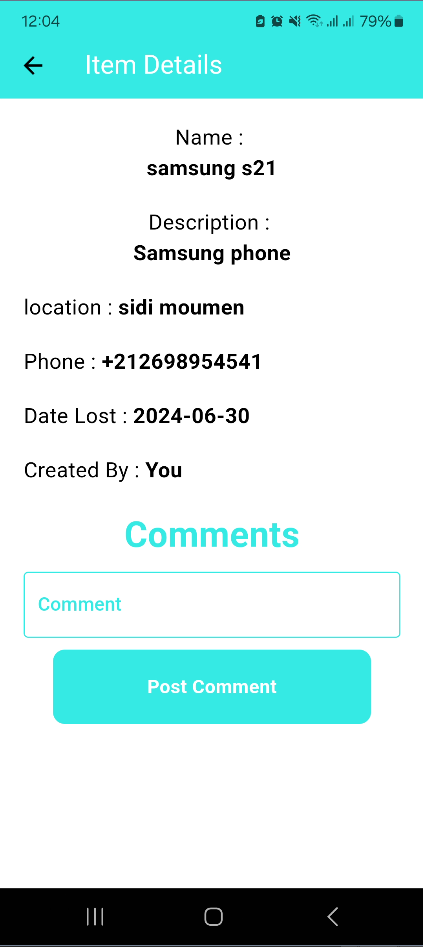 12:04
79%
Item Details
Name :
samsung s21
Description :
Samsung phone
location : sidi moumen
Phone : +212698954541
Date Lost : 2024-06-30
Created By : You
Comments
Comment
Post Comment